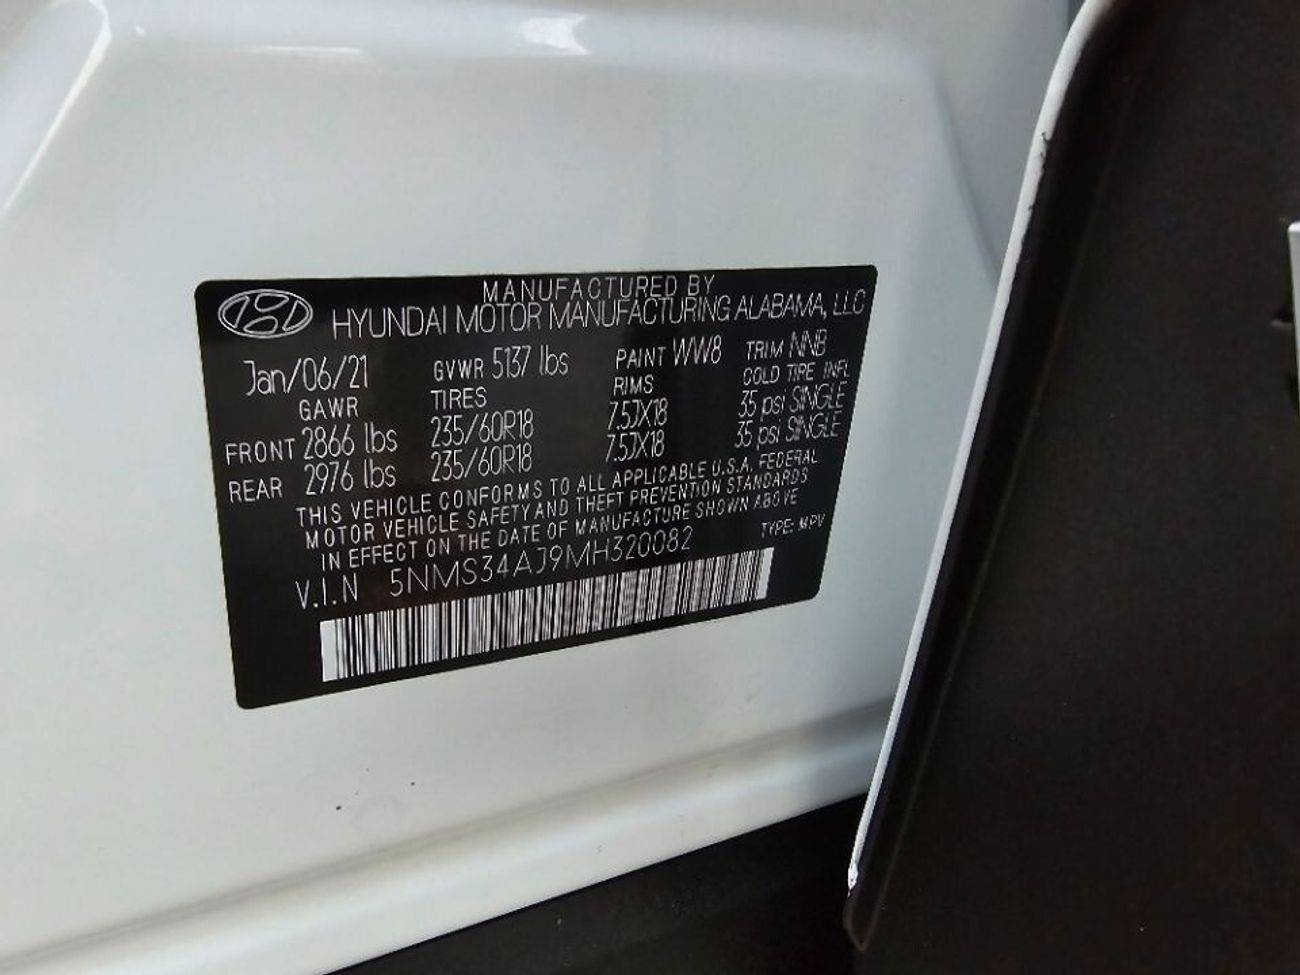 MANUFACTURED BY
HYUNDAI MOTOR MANUFACTURING ALABAMA, LLC
Jan/06/21 GVWR 5137 lbs PAINT WW8 TRIM NNB
GAWR TIRES RIMS COLD TIRE INFL
FRONT 2866 lbs 235/60R18 7.5JX18 35 psi SINGLE
REAR 2976 lbs 235/60R18 7.5JX18 35 psi SINGLE
THIS VEHICLE CONFORMS TO ALL APPLICABLE U.S.A. FEDERAL
MOTOR VEHICLE SAFETY AND THEFT PREVENTION STANDARDS
IN EFFECT ON THE DATE OF MANUFACTURE SHOWN ABOVE
V.I.N 5NMS34AJ9MH320082 TYPE: MPV